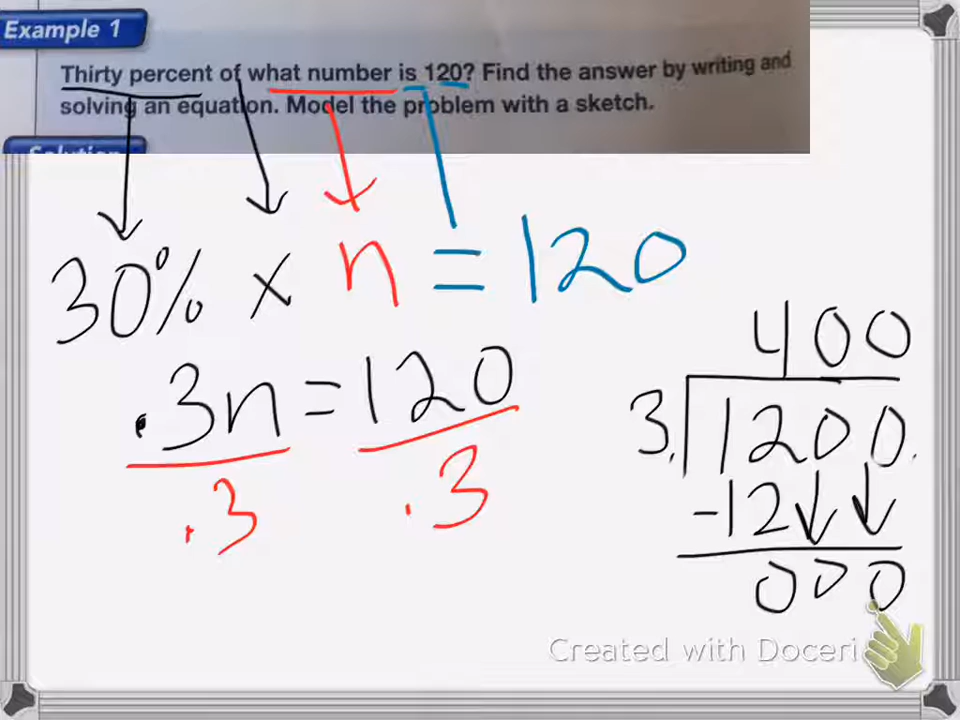 Example 1
Thirty percent of what number is 120? Find the answer by writing and
solving an equation. Model the problem with a sketch.
Solution
30% × n = 120
.3n = 120
.3 .3
400
3. 1200.
-12
000
Created with Doceri